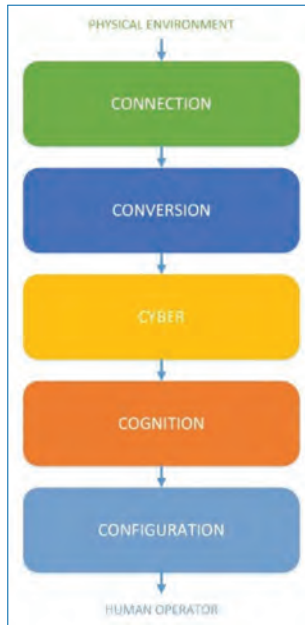 PHYSICAL ENVIRONMENT
CONNECTION
CONVERSION
CYBER
COGNITION
CONFIGURATION
HUMAN OPERATOR